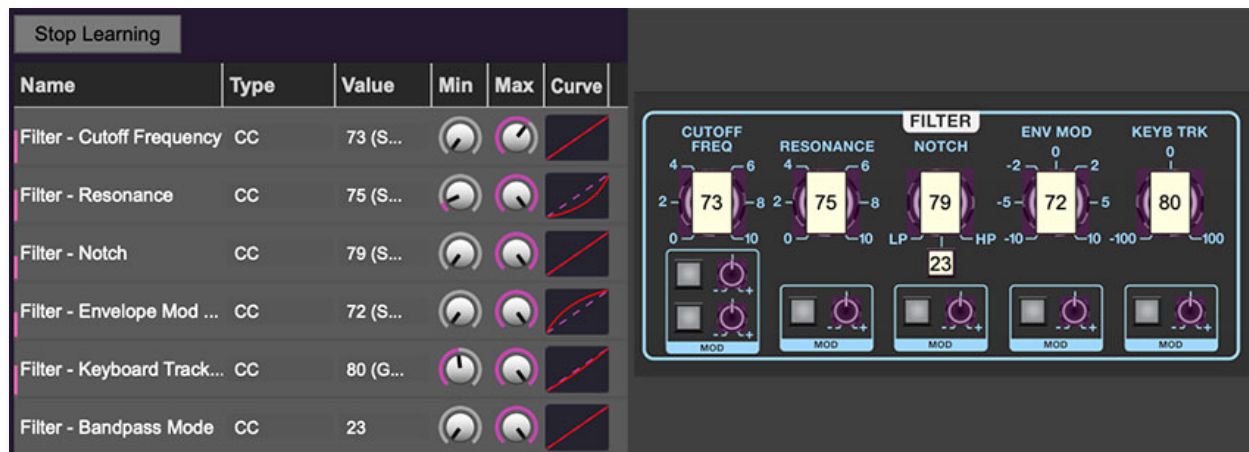 Stop Learning
Name Type Value Min Max Curve
Filter - Cutoff Frequency CC 73 (S...
Filter - Resonance CC 75 (S...
Filter - Notch CC 79 (S...
Filter - Envelope Mod ... CC 72 (S...
Filter - Keyboard Track... CC 80 (G...
Filter - Bandpass Mode CC 23
FILTER
CUTOFF FREQ
4 6
2 73 8
0 10
MOD
RESONANCE
4 6
2 75 8
0 10
MOD
NOTCH
79
LP HP
23
MOD
ENV MOD
0
-2 2
-5 72 5
-10 10
MOD
KEYB TRK
0
80
-100 100
MOD